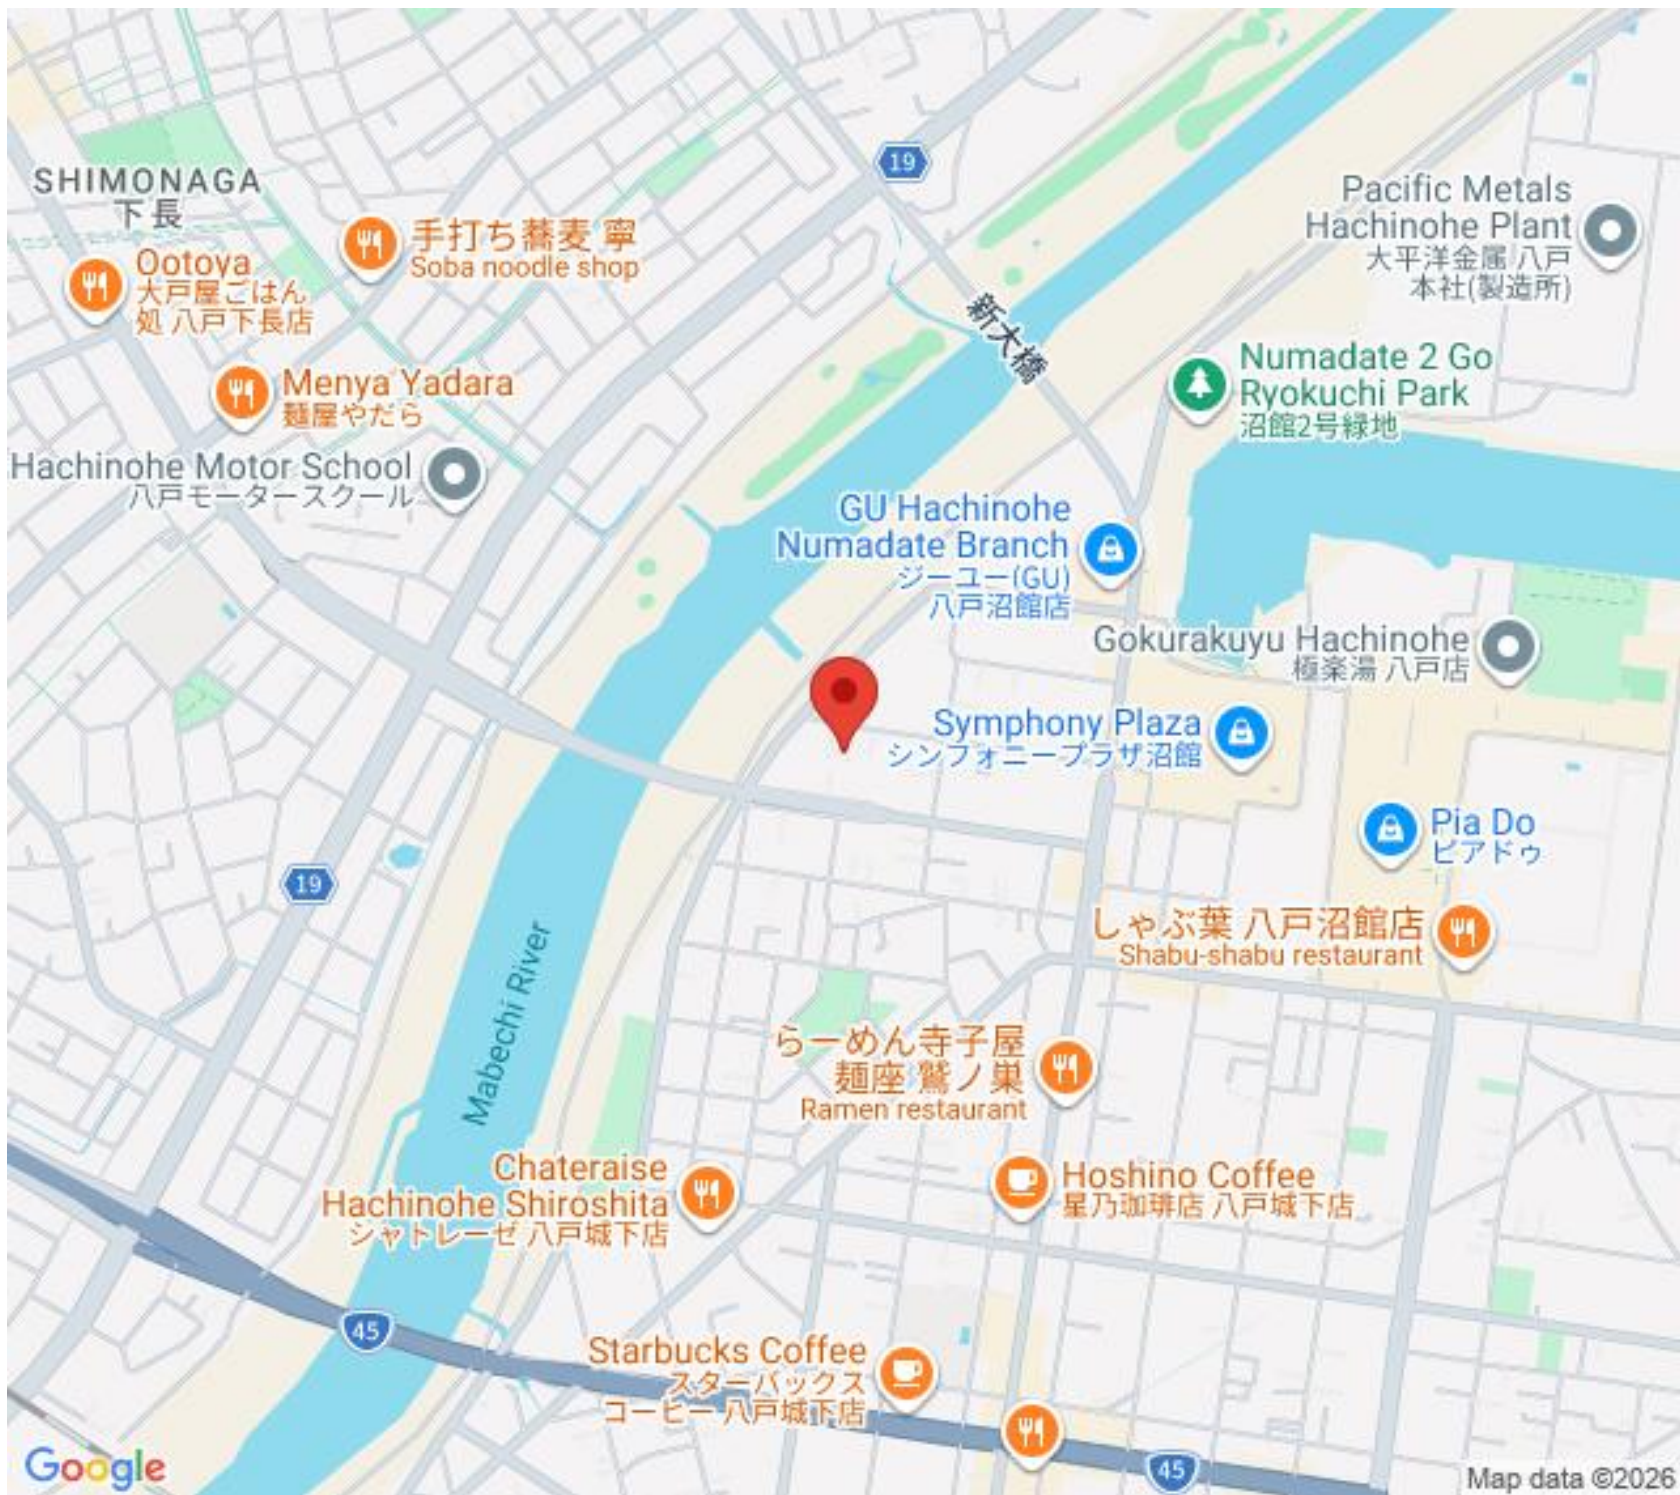 19
SHIMONAGA
下長
Pacific Metals
Hachinohe Plant
大平洋金属 八戸
本社(製造所)
手打ち蕎麦 寧
Soba noodle shop
Ootoya
大戸屋ごはん
処 八戸下長店
新大橋
Numadate 2 Go
Ryokuchi Park
沼館2号緑地
Menya Yadara
麺屋やだら
Hachinohe Motor School
八戸モータースクール
GU Hachinohe
Numadate Branch
ジーユー(GU)
八戸沼館店
Gokurakuyu Hachinohe
極楽湯 八戸店
Symphony Plaza
シンフォニープラザ沼館
Pia Do
ピアドゥ
19
しゃぶ葉 八戸沼館店
Shabu-shabu restaurant
Mabechi River
らーめん寺子屋
麺座 鷲ノ巣
Ramen restaurant
Chateraise
Hachinohe Shiroshita
シャトレーゼ 八戸城下店
Hoshino Coffee
星乃珈琲店 八戸城下店
45
Starbucks Coffee
スターバックス
コーヒー 八戸城下店
45
Google
Map data ©2026